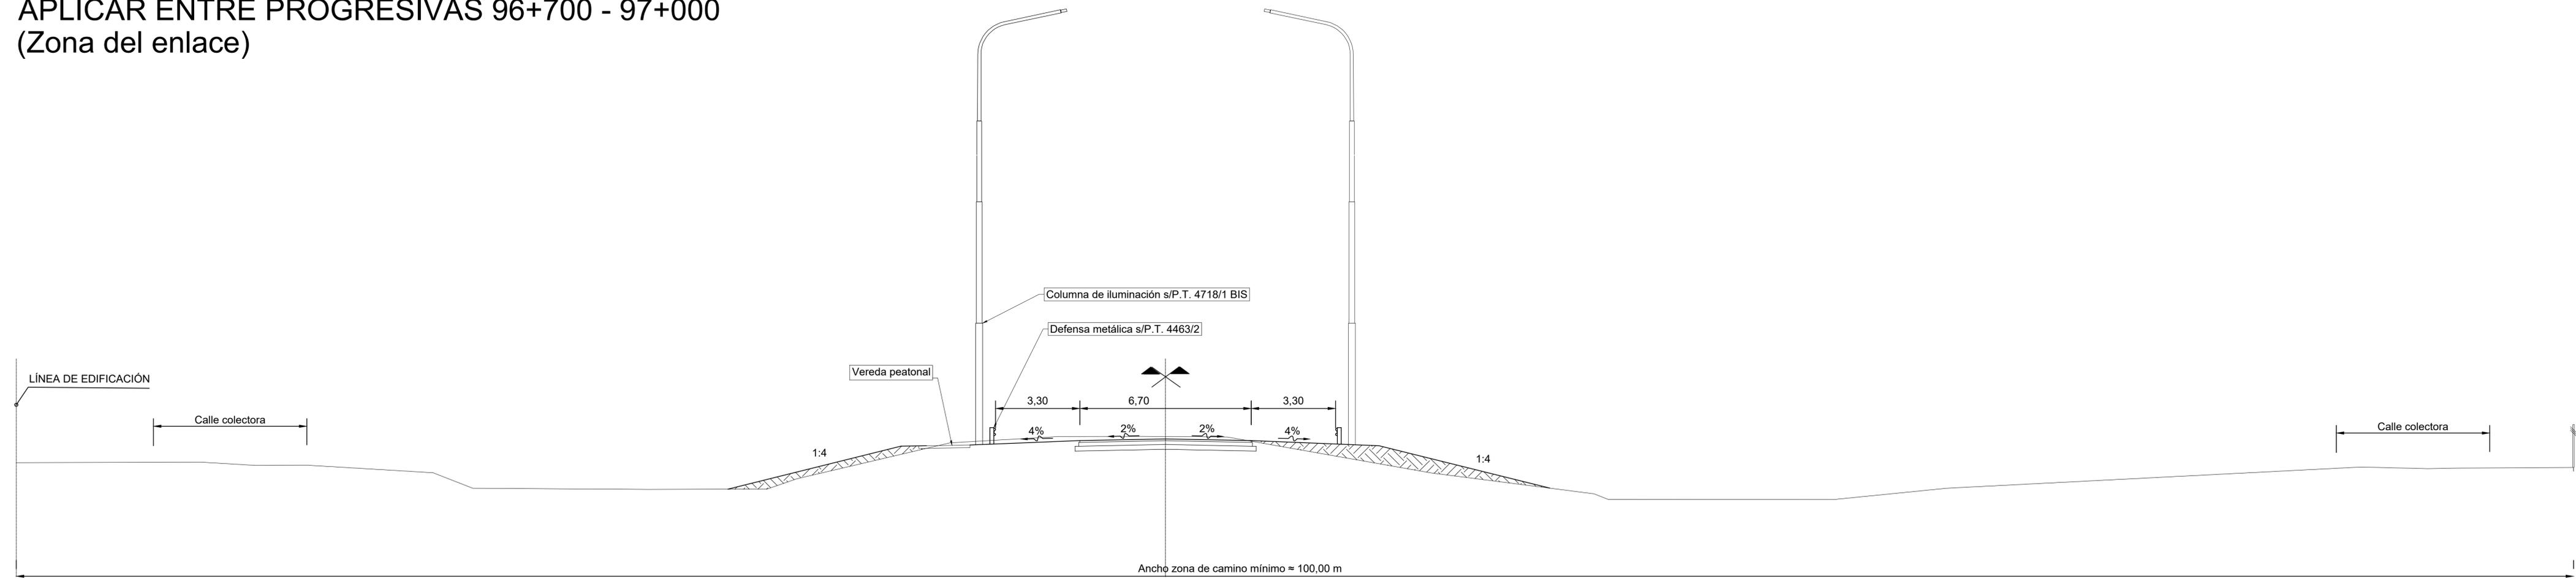 APLICAR ENTRE PROGRESIVAS 96+700 - 97+000
(Zona del enlace)
Columna de iluminación s/P.T. 4718/1 BIS
Defensa metálica s/P.T. 4463/2
Vereda peatonal
LÍNEA DE EDIFICACIÓN
3,30
6,70
3,30
Calle colectora
Calle colectora
4%
2%
2%
4%
1:4
1:4
Ancho zona de camino mínimo ≈ 100,00 m